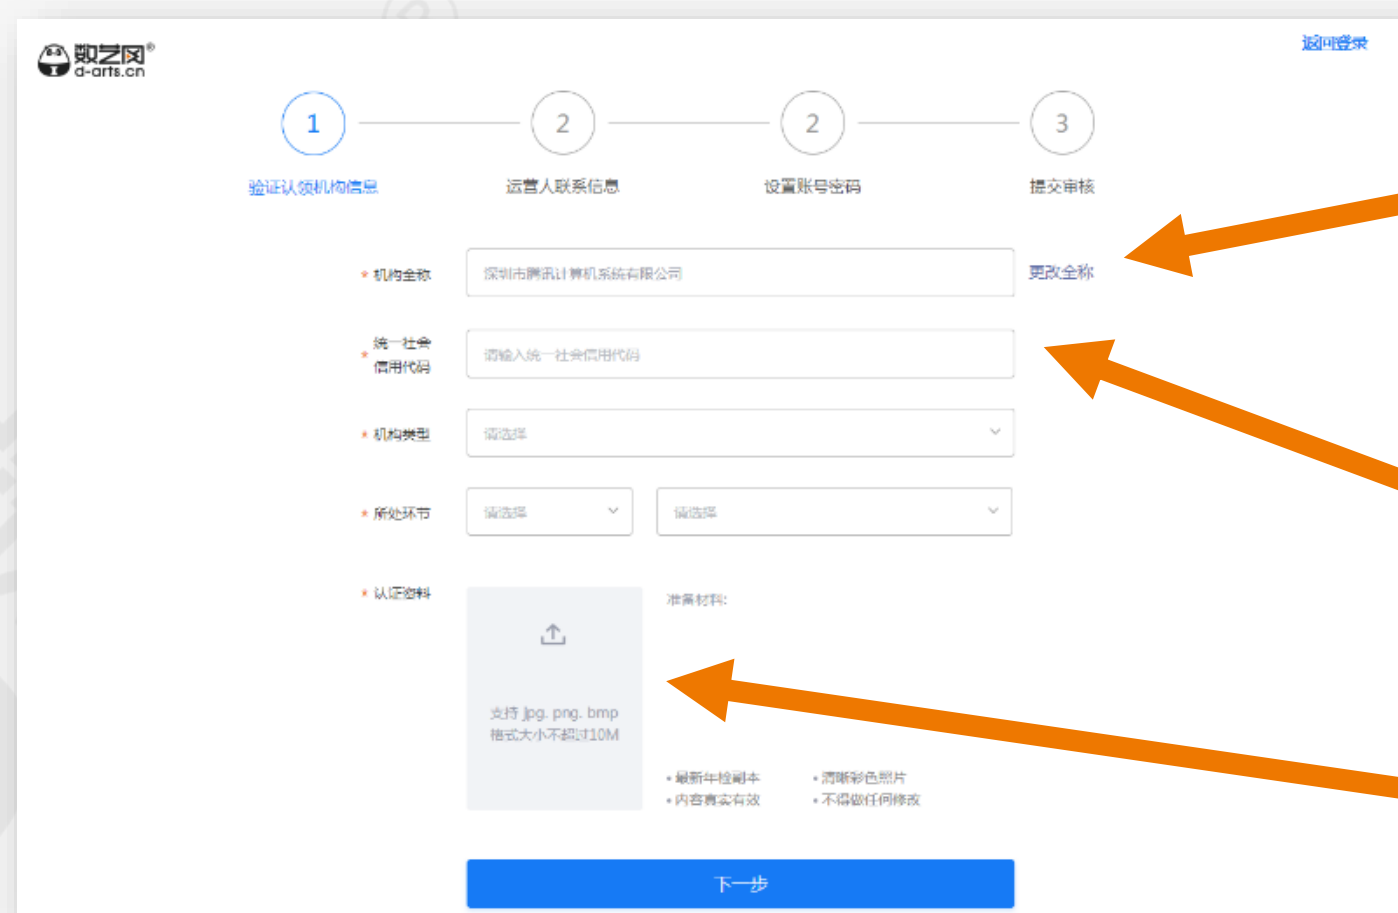 数艺网®
d-arts.cn
返回登录
1
2
2
3
验证认领机构信息
运营人联系信息
设置账号密码
提交审核
* 机构全称
深圳市腾讯计算机系统有限公司
更改全称
* 统一社会
信用代码
请输入统一社会信用代码
* 机构类型
请选择
* 所处环节
请选择
请选择
* 认证资料
准备材料:
支持 jpg. png. bmp
格式大小不超过10M
• 最新年检副本
• 清晰彩色照片
• 内容真实有效
• 不得做任何修改
下一步